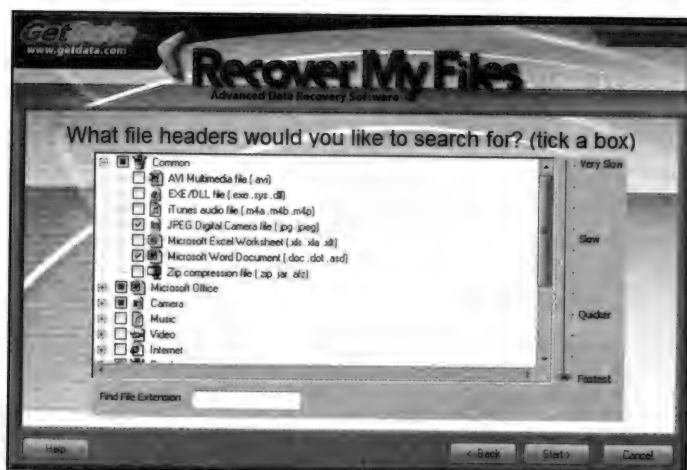 GetData
www.getdata.com
Recover My Files
Advanced Data Recovery Software
What file headers would you like to search for? (tick a box)
Common
AVI Multimedia file (.avi)
EXE/DLL file (.exe .sys .dll)
iTunes audio file (.m4a .m4b .m4p)
JPEG Digital Camera file (.jpg .jpeg)
Microsoft Excel Worksheet (.xls .xla .xlt)
Microsoft Word Document (.doc .dot .asd)
Zip compression file (.zip .jar .alz)
Microsoft Office
Camera
Music
Video
Internet
Very Slow
Slow
Quicker
Fastest
Find File Extension
Help
< Back
Start >
Cancel